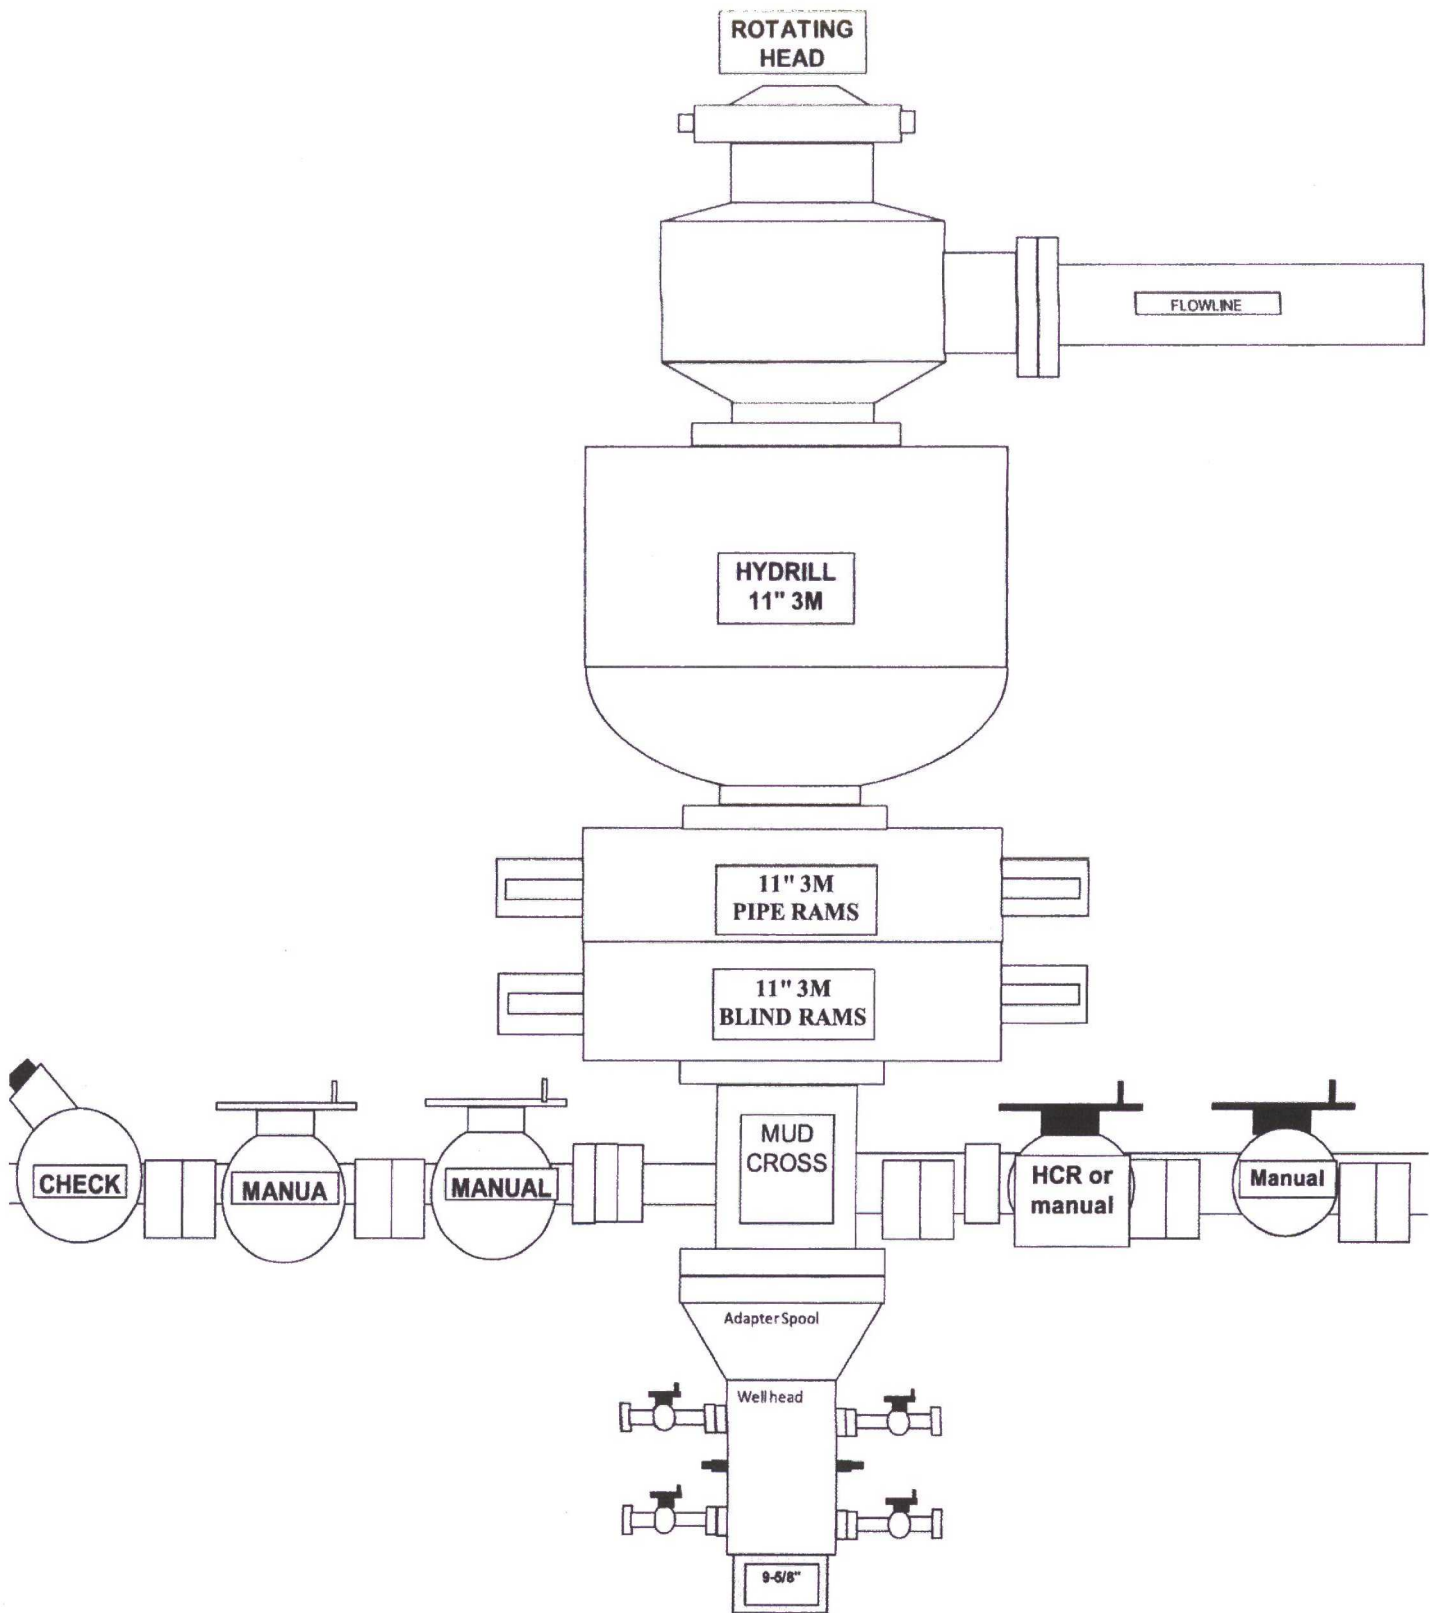 ROTATING
HEAD
FLOWLINE
HYDRILL
11" 3M
11" 3M
PIPE RAMS
11" 3M
BLIND RAMS
CHECK
MANUA
MANUAL
MUD
CROSS
HCR or
manual
Manual
Adapter Spool
Wellhead
9-5/8"